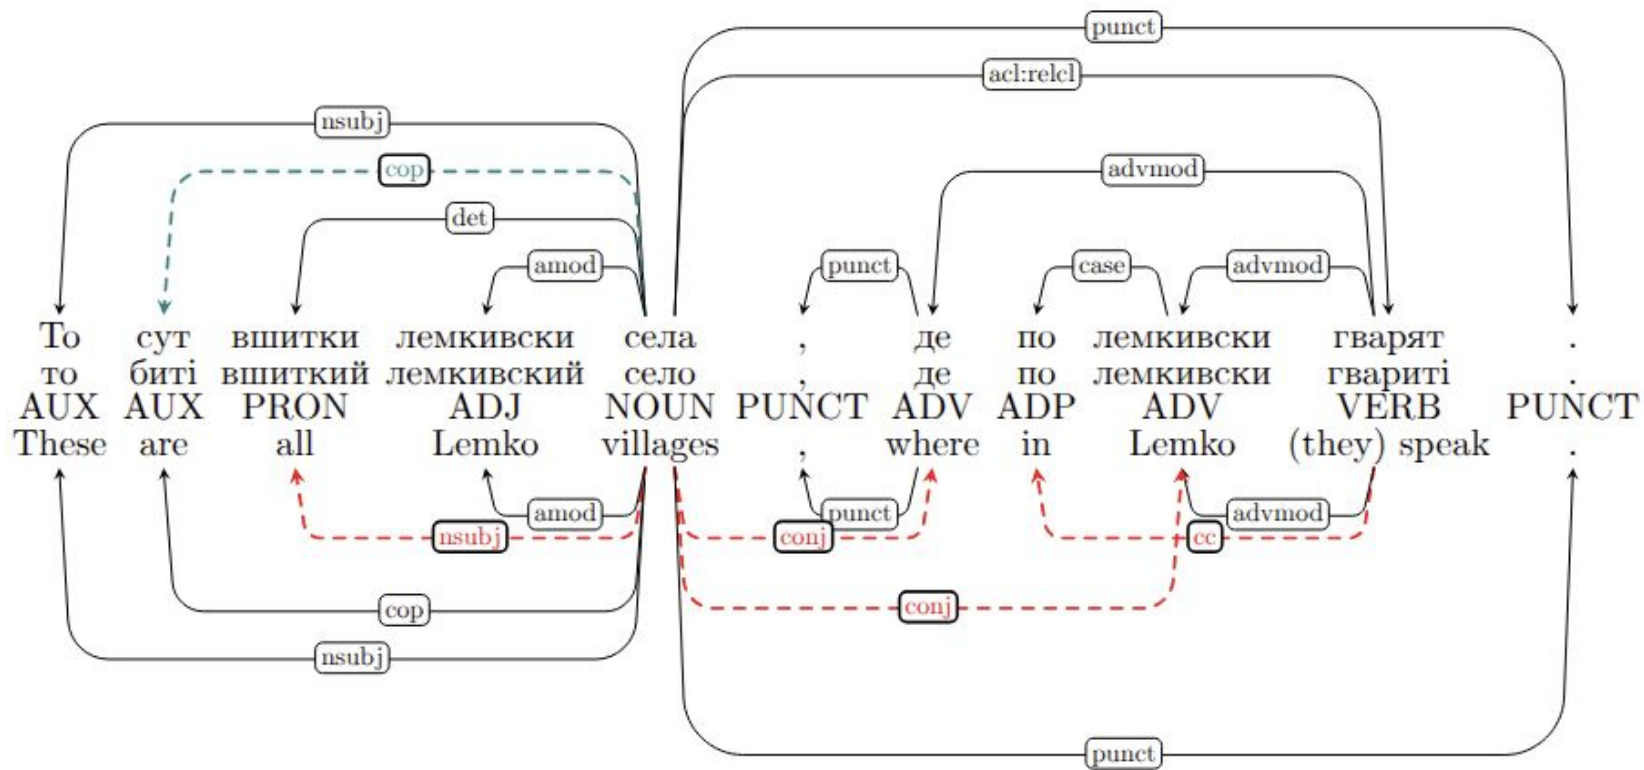 punct
acl:relcl
nsubj
cop advmod
det
amod punct case advmod
То сут вшитки лемкивски села , де по лемкивски гварят .
то биті вшиткий лемкивский село , де по лемкивски гвариті .
AUX AUX PRON ADJ NOUN PUNCT ADV ADP ADV VERB PUNCT
These are all Lemko villages , where in Lemko (they) speak .
amod punct advmod
nsubj conj cc
cop conj
nsubj
punct